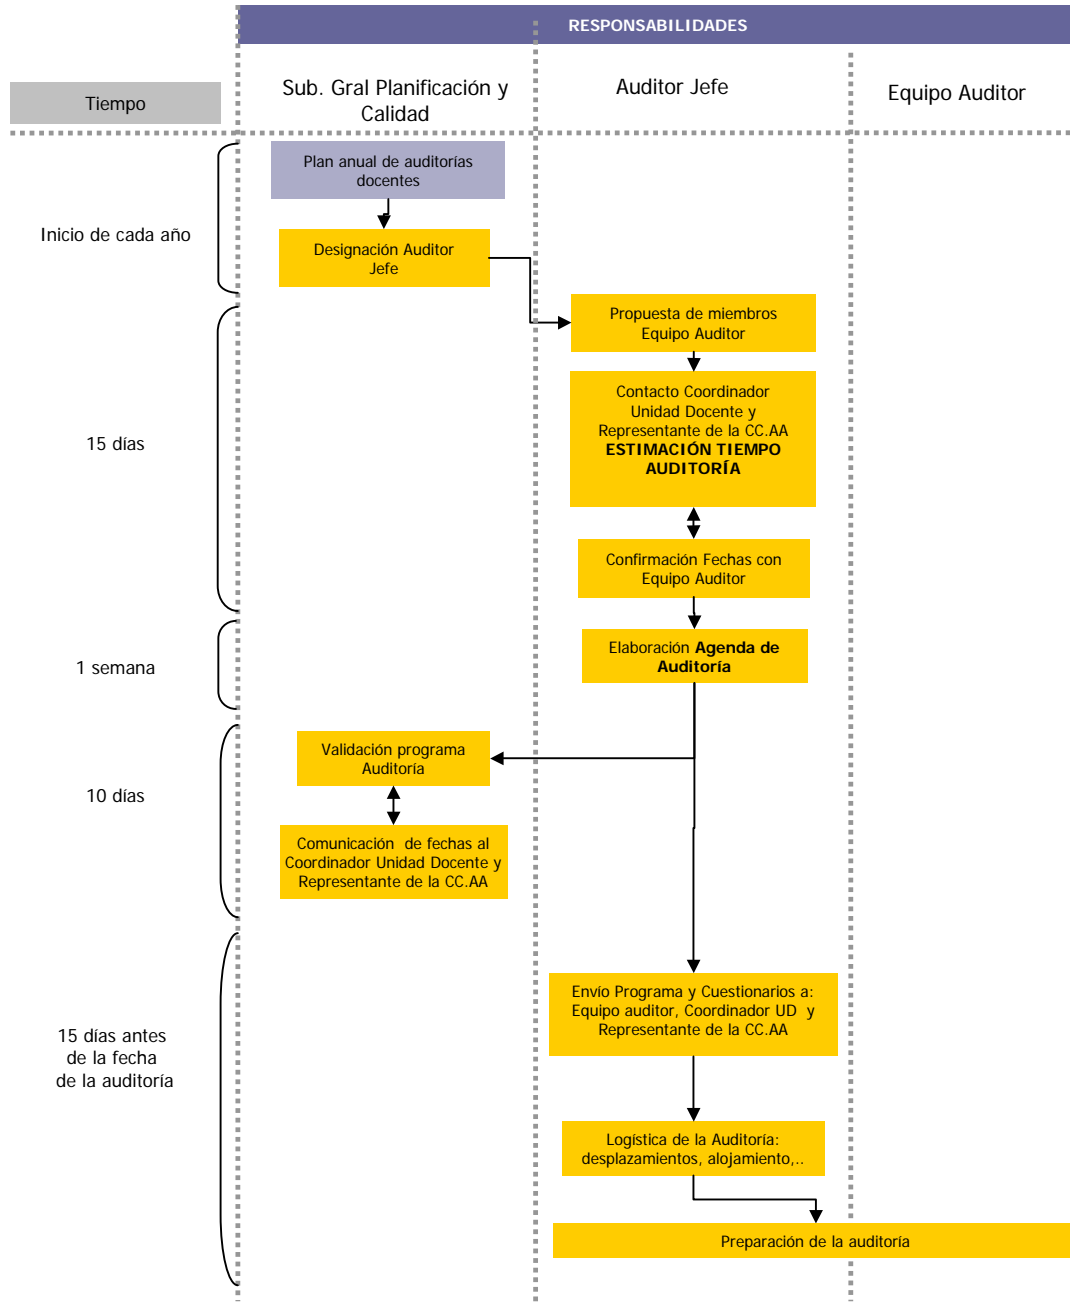 RESPONSABILIDADES
Tiempo
Sub. Gral Planificación y
Calidad
Auditor Jefe
Equipo Auditor
Inicio de cada año
Plan anual de auditorías
docentes
Designación Auditor
Jefe
15 días
Propuesta de miembros
Equipo Auditor
Contacto Coordinador
Unidad Docente y
Representante de la CC.AA
ESTIMACIÓN TIEMPO
AUDITORÍA
Confirmación Fechas con
Equipo Auditor
1 semana
Elaboración Agenda de
Auditoría
10 días
Validación programa
Auditoría
Comunicación de fechas al
Coordinador Unidad Docente y
Representante de la CC.AA
15 días antes
de la fecha
de la auditoría
Envío Programa y Cuestionarios a:
Equipo auditor, Coordinador UD y
Representante de la CC.AA
Logística de la Auditoría:
desplazamientos, alojamiento,..
Preparación de la auditoría